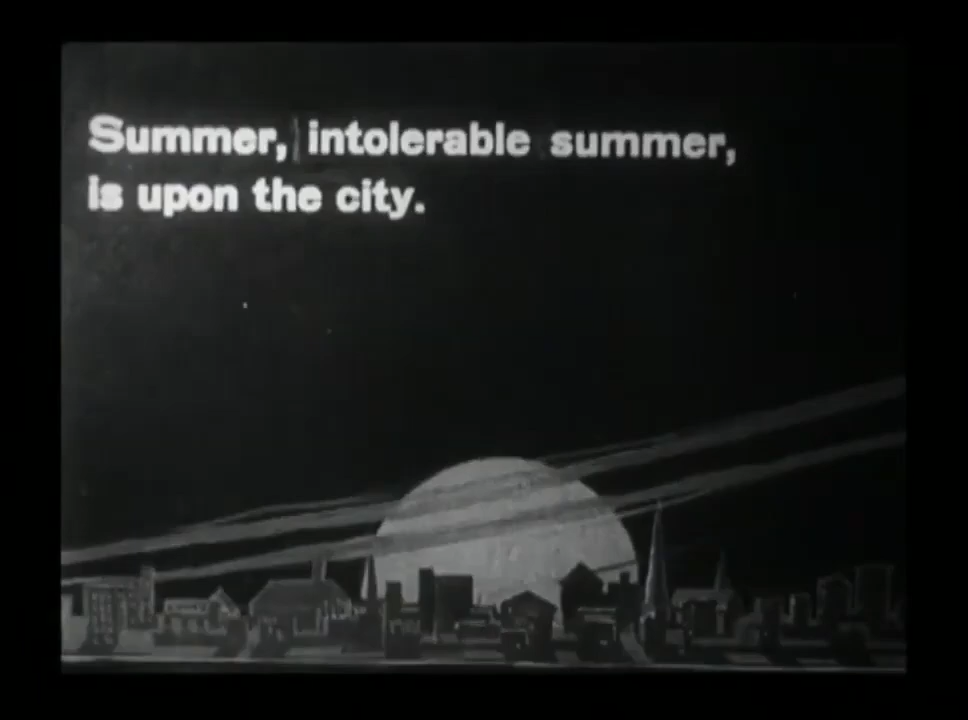 Summer, intolerable summer,
is upon the city.